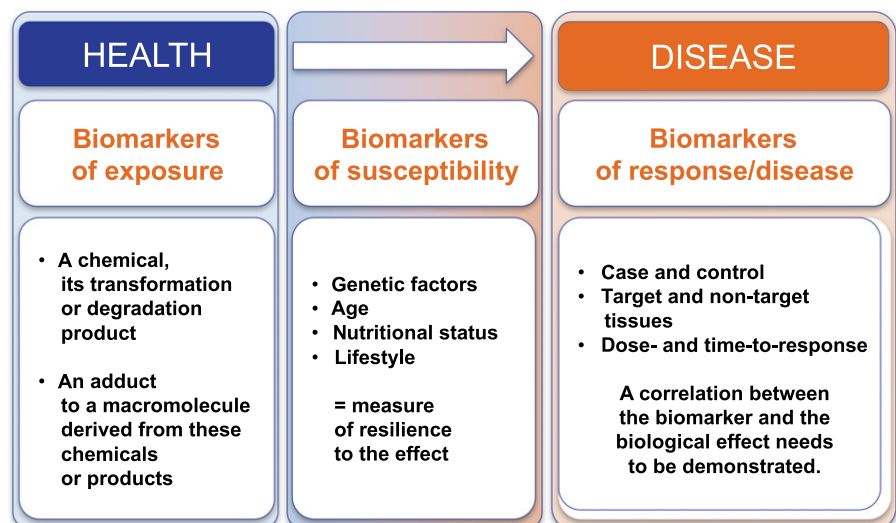 HEALTH
DISEASE
Biomarkers
of exposure
Biomarkers
of susceptibility
Biomarkers
of response/disease
• A chemical,
its transformation
or degradation
product
• An adduct
to a macromolecule
derived from these
chemicals
or products
• Genetic factors
• Age
• Nutritional status
• Lifestyle
= measure
of resilience
to the effect
• Case and control
• Target and non-target
tissues
• Dose- and time-to-response
A correlation between
the biomarker and the
biological effect needs
to be demonstrated.